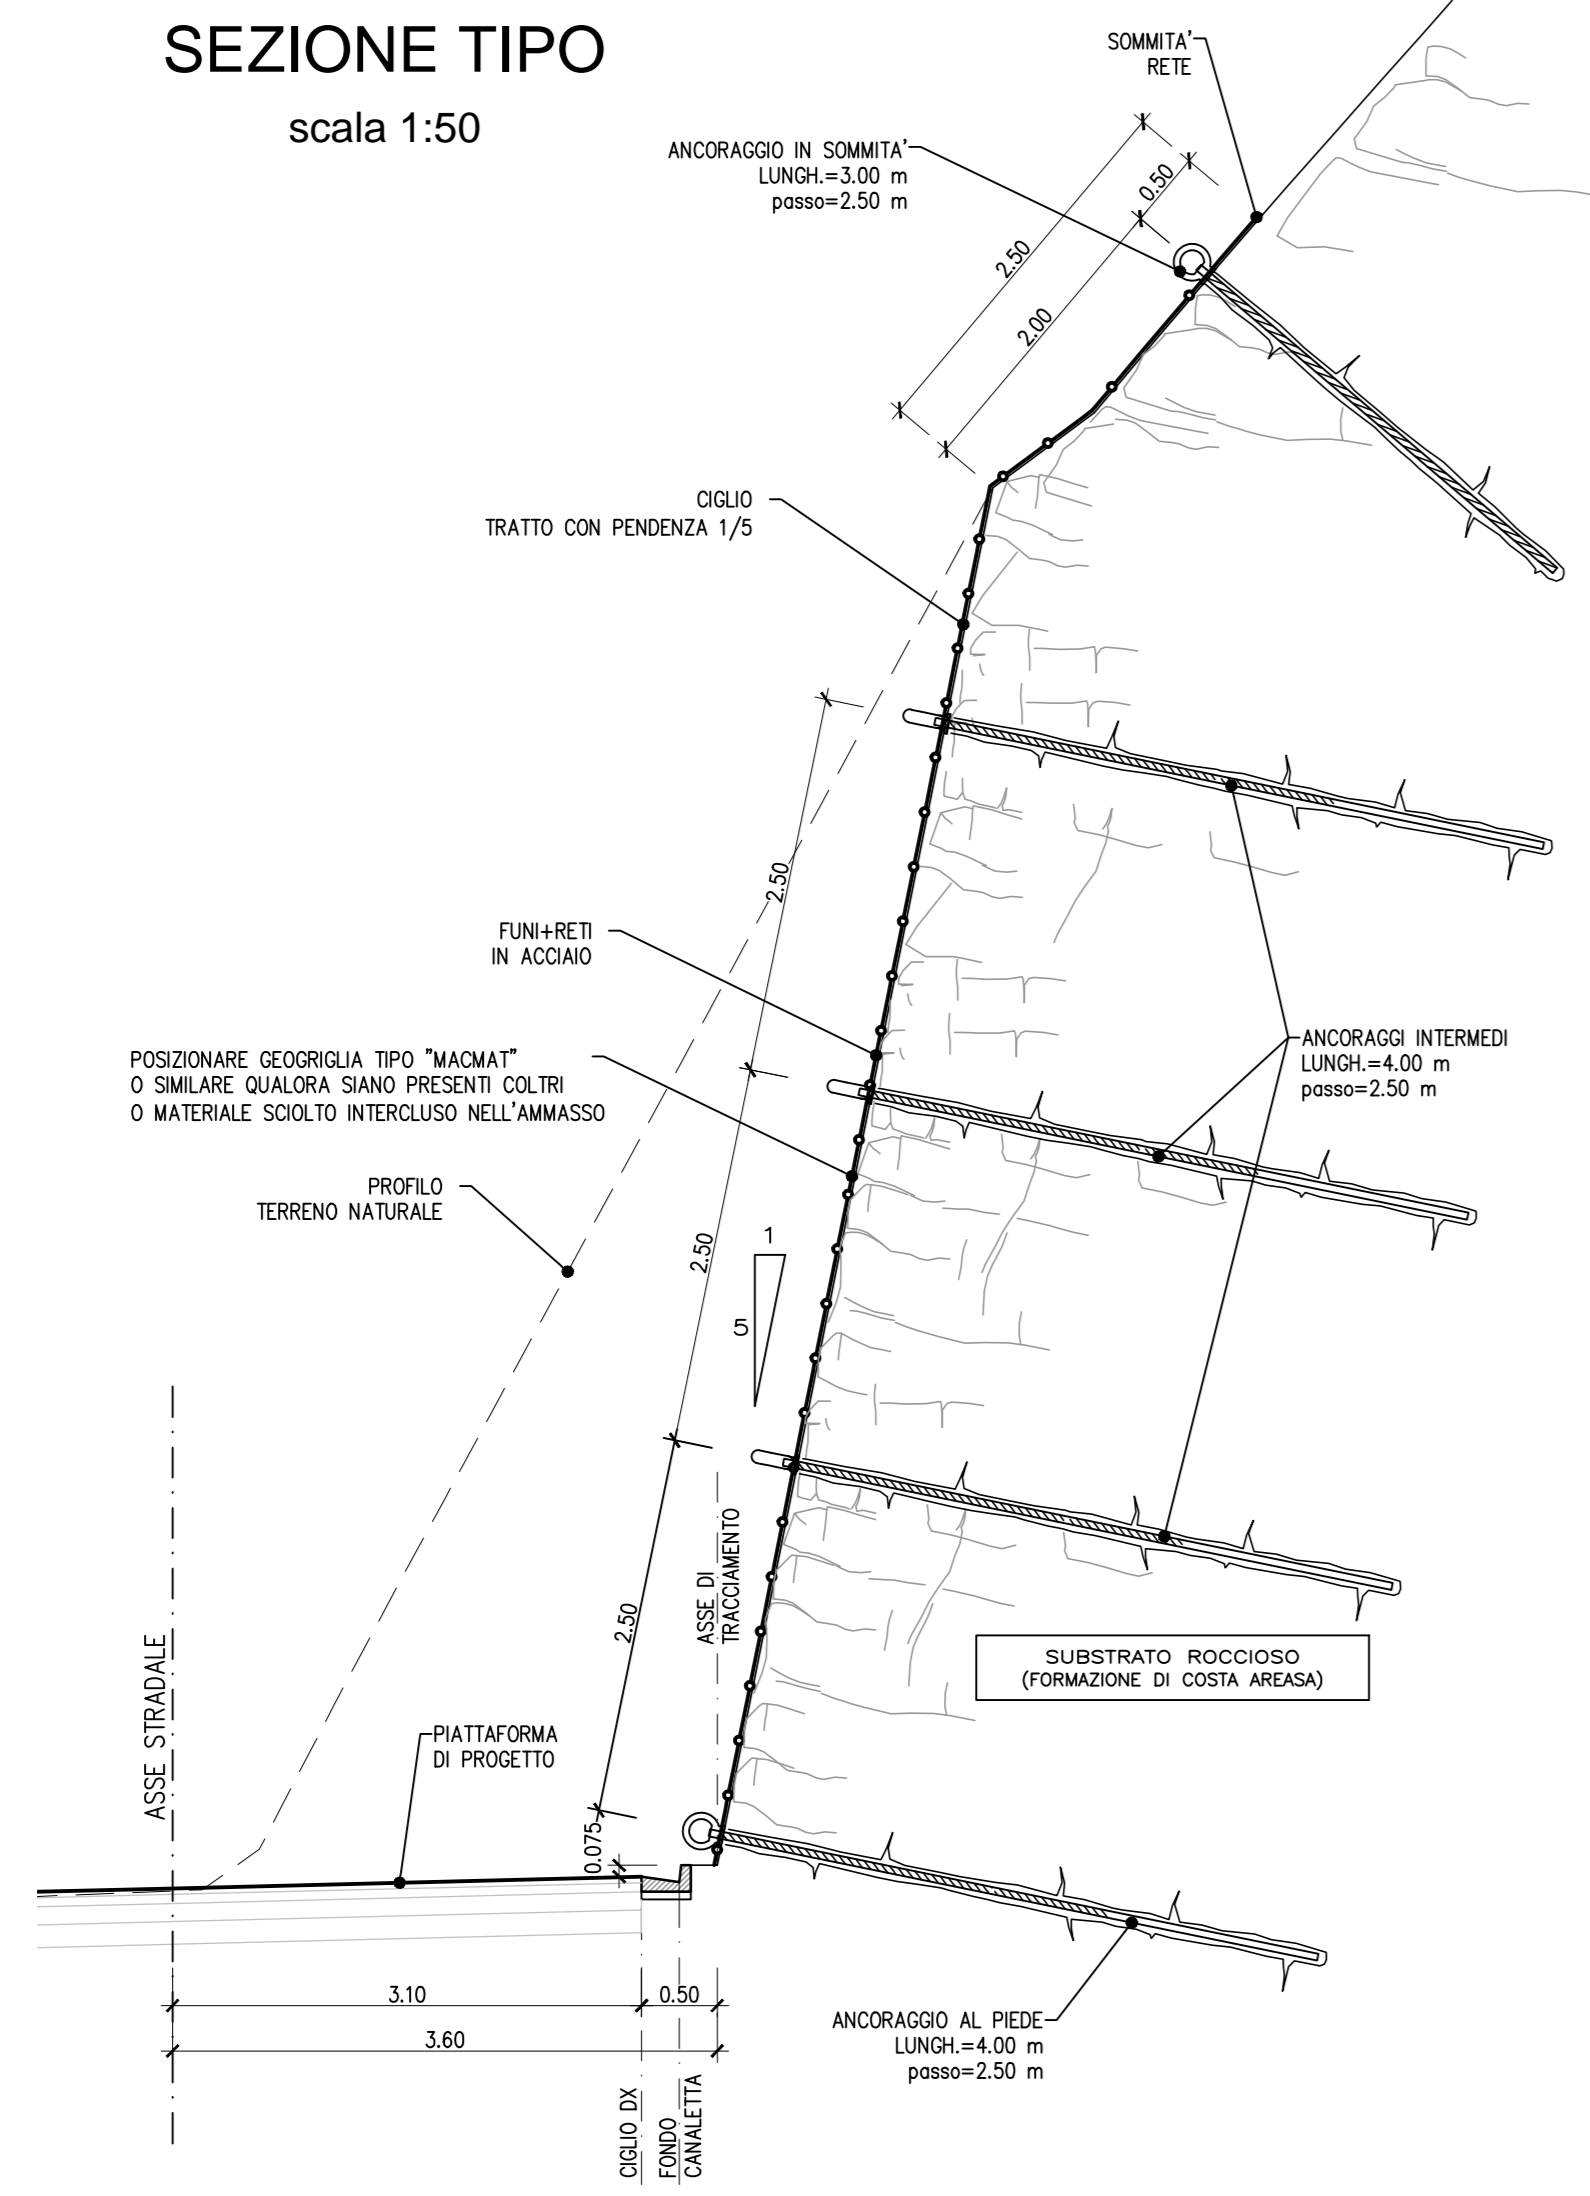 SEZIONE TIPO
scala 1:50
SOMMITA'
RETE
ANCORAGGIO IN SOMMITA'
LUNGH.=3.00 m
passo=2.50 m
0.50
2.50
2.00
CIGLIO
TRATTO CON PENDENZA 1/5
2.50
FUNI+RETI
IN ACCIAIO
ANCORAGGI INTERMEDI
LUNGH.=4.00 m
passo=2.50 m
POSIZIONARE GEOGRIGLIA TIPO "MACMAT"
O SIMILARE QUALORA SIANO PRESENTI COLTRI
O MATERIALE SCIOLTO INTERCLUSO NELL'AMMASSO
PROFILO
TERRENO NATURALE
2.50
1
5
ASSE DI
TRACCIAMENTO
2.50
SUBSTRATO ROCCIOSO
(FORMAZIONE DI COSTA AREASA)
ASSE STRADALE
PIATTAFORMA
DI PROGETTO
0.075
3.10
0.50
3.60
ANCORAGGIO AL PIEDE
LUNGH.=4.00 m
passo=2.50 m
CIGLIO DX
FONDO
CANALETTA